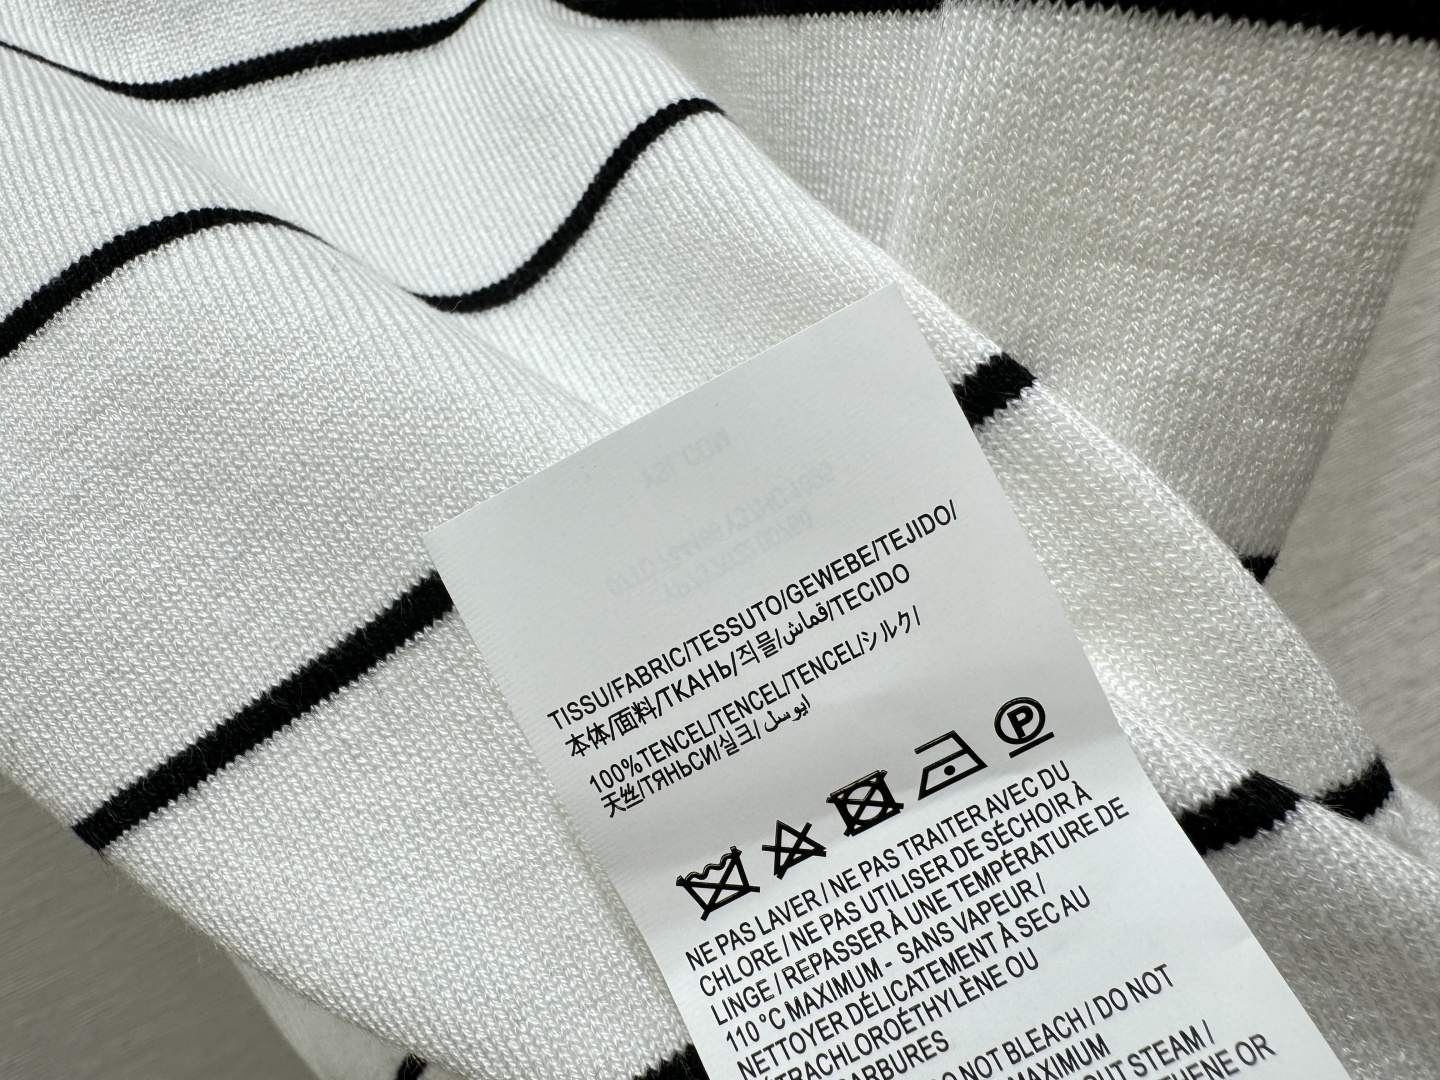 TISSU/FABRIC/TESSUTO/GEWEBE/TEJIDO/
本体/面料/ТКАНЬ/직물/قماش/TECIDO
100%TENCEL/TENCEL/TENCEL/シルク/
天丝/ТЯНЬСИ/실크/ايوسل
P
NE PAS LAVER / NE PAS TRAITER AVEC DU
CHLORE / NE PAS UTILISER DE SÉCHOIR À
LINGE / REPASSER À UNE TEMPÉRATURE DE
110 °C MAXIMUM - SANS VAPEUR /
NETTOYER DÉLICATEMENT À SEC AU
OU
DO NOT BLEACH / DO NOT
MAXIMUM
STEAM /
OR